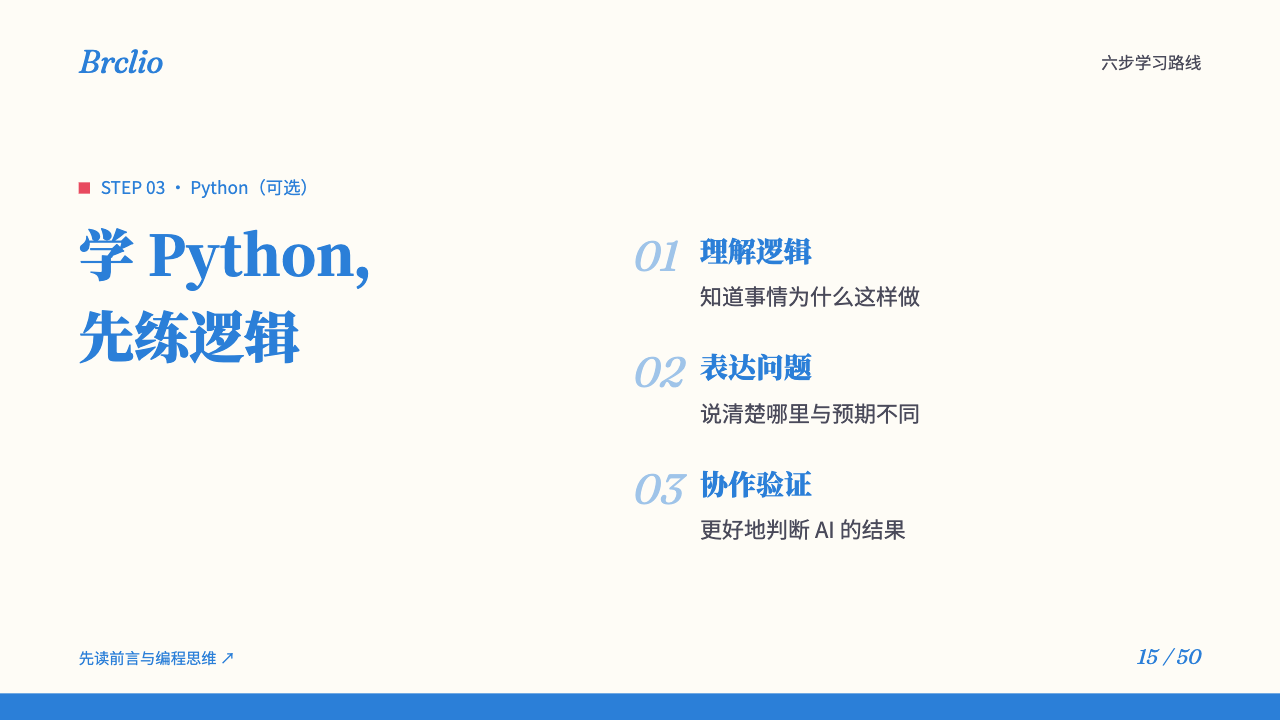 Brclio
六步学习路线
STEP 03 · Python（可选）
学 Python,
先练逻辑
01 理解逻辑
知道事情为什么这样做
02 表达问题
说清楚哪里与预期不同
03 协作验证
更好地判断 AI 的结果
先读前言与编程思维 ↗
15 / 50